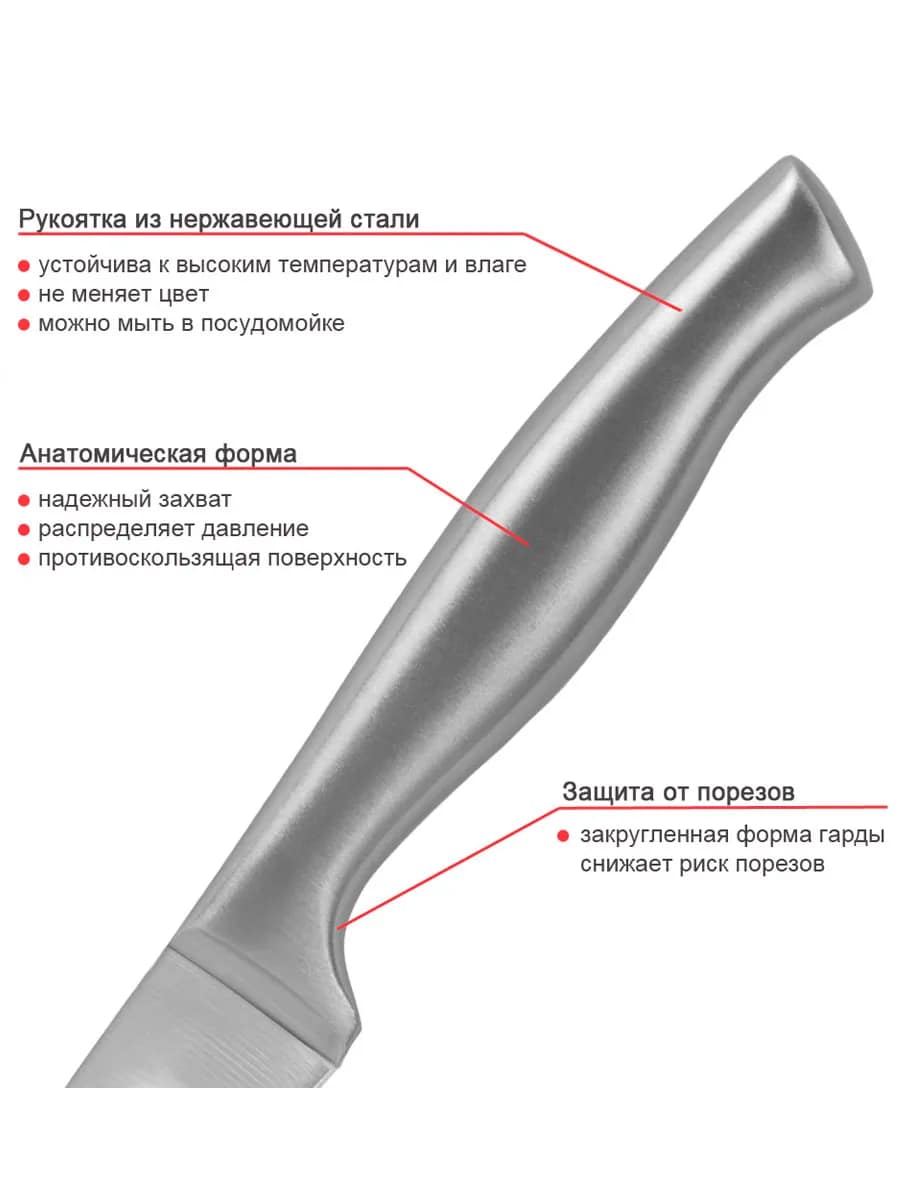 Рукоятка из нержавеющей стали
устойчива к высоким температурам и влаге
не меняет цвет
можно мыть в посудомойке
Анатомическая форма
надежный захват
распределяет давление
противоскользящая поверхность
Защита от порезов
закругленная форма гарды
снижает риск порезов